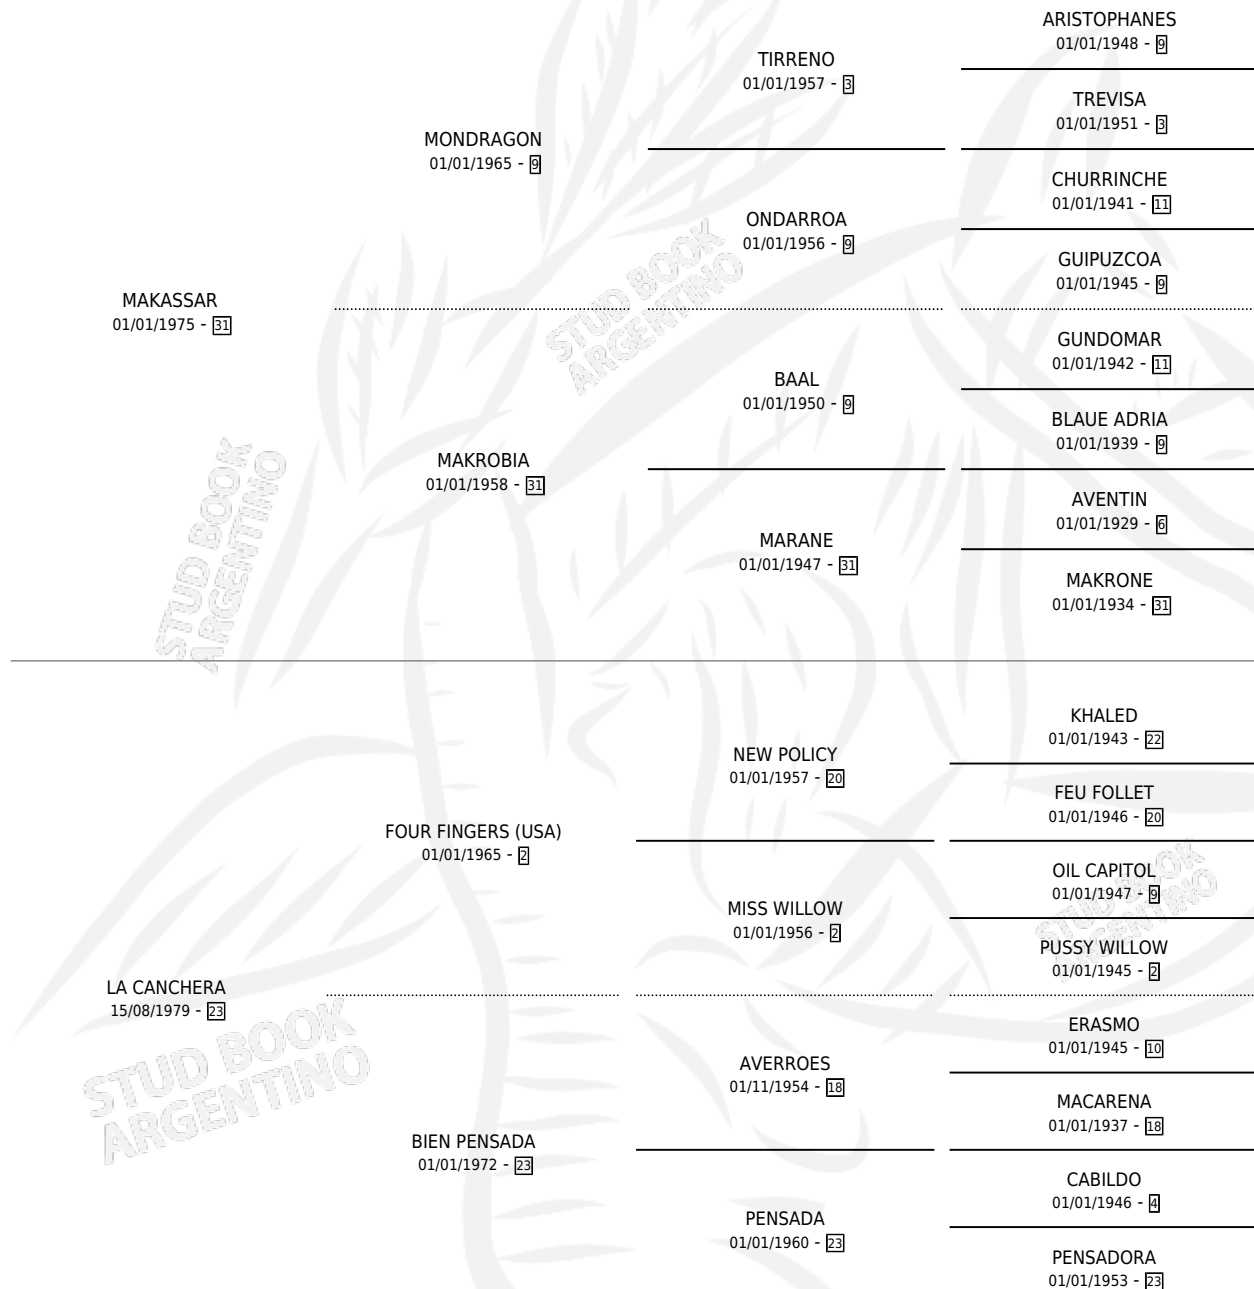 ARISTOPHANES
01/01/1948 - 9
TIRRENO
01/01/1957 - 3
TREVISA
01/01/1951 - 3
MONDRAGON
01/01/1965 - 9
CHURRINCHE
01/01/1941 - 11
ONDARROA
01/01/1956 - 9
GUIPUZCOA
01/01/1945 - 9
MAKASSAR
01/01/1975 - 31
GUNDOMAR
01/01/1942 - 11
BAAL
01/01/1950 - 9
BLAUE ADRIA
01/01/1939 - 9
MAKROBIA
01/01/1958 - 31
AVENTIN
01/01/1929 - 6
MARANE
01/01/1947 - 31
MAKRONE
01/01/1934 - 31
KHALED
01/01/1943 - 22
NEW POLICY
01/01/1957 - 20
FEU FOLLET
01/01/1946 - 20
FOUR FINGERS (USA)
01/01/1965 - 2
OIL CAPITOL
01/01/1947 - 9
MISS WILLOW
01/01/1956 - 2
PUSSY WILLOW
01/01/1945 - 2
LA CANCHERA
15/08/1979 - 23
ERASMO
01/01/1945 - 10
AVERROES
01/11/1954 - 18
MACARENA
01/01/1937 - 18
BIEN PENSADA
01/01/1972 - 23
CABILDO
01/01/1946 - 4
PENSADA
01/01/1960 - 23
PENSADORA
01/01/1953 - 23
STUD BOOK
ARGENTINO
STUD BOOK
ARGENTINO
STUD BOOK
ARGENTINO
STUD BOOK
ARGENTINO